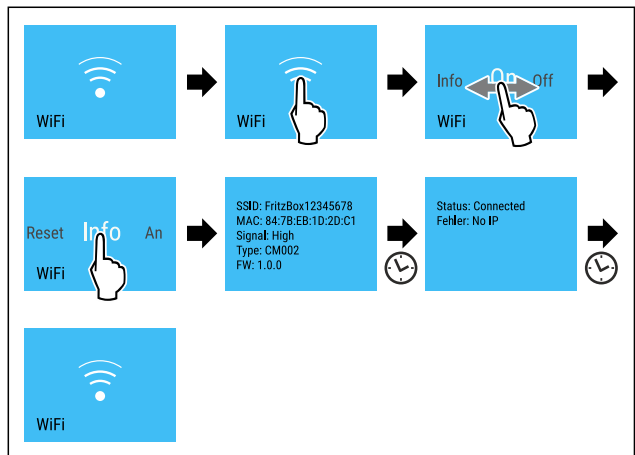 WiFi
WiFi
Info On Off
WiFi
Reset Info An
WiFi
SSID: FritzBox12345678
MAC: 84:7B:EB:1D:2D:C1
Signal: High
Type: CM002
FW: 1.0.0
Status: Connected
Fehler: No IP
WiFi